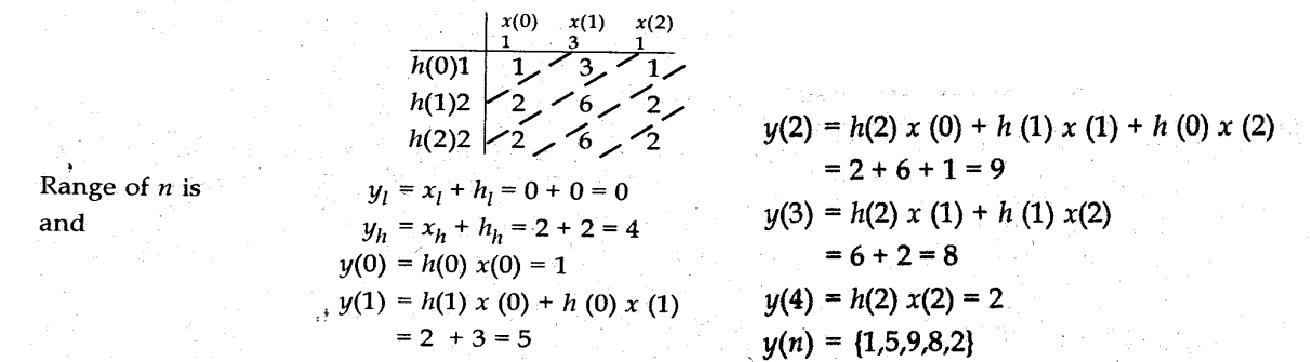 x(0) x(1) x(2)
1 3 1
h(0)1 1 3 1
h(1)2 2 6 2
h(2)2 2 6 2
Range of n is y_l = x_l + h_l = 0 + 0 = 0
and y_h = x_h + h_h = 2 + 2 = 4
y(0) = h(0) x(0) = 1
y(1) = h(1) x (0) + h (0) x (1)
= 2 + 3 = 5
y(2) = h(2) x (0) + h (1) x (1) + h (0) x (2)
= 2 + 6 + 1 = 9
y(3) = h(2) x (1) + h (1) x(2)
= 6 + 2 = 8
y(4) = h(2) x(2) = 2
y(n) = {1,5,9,8,2}